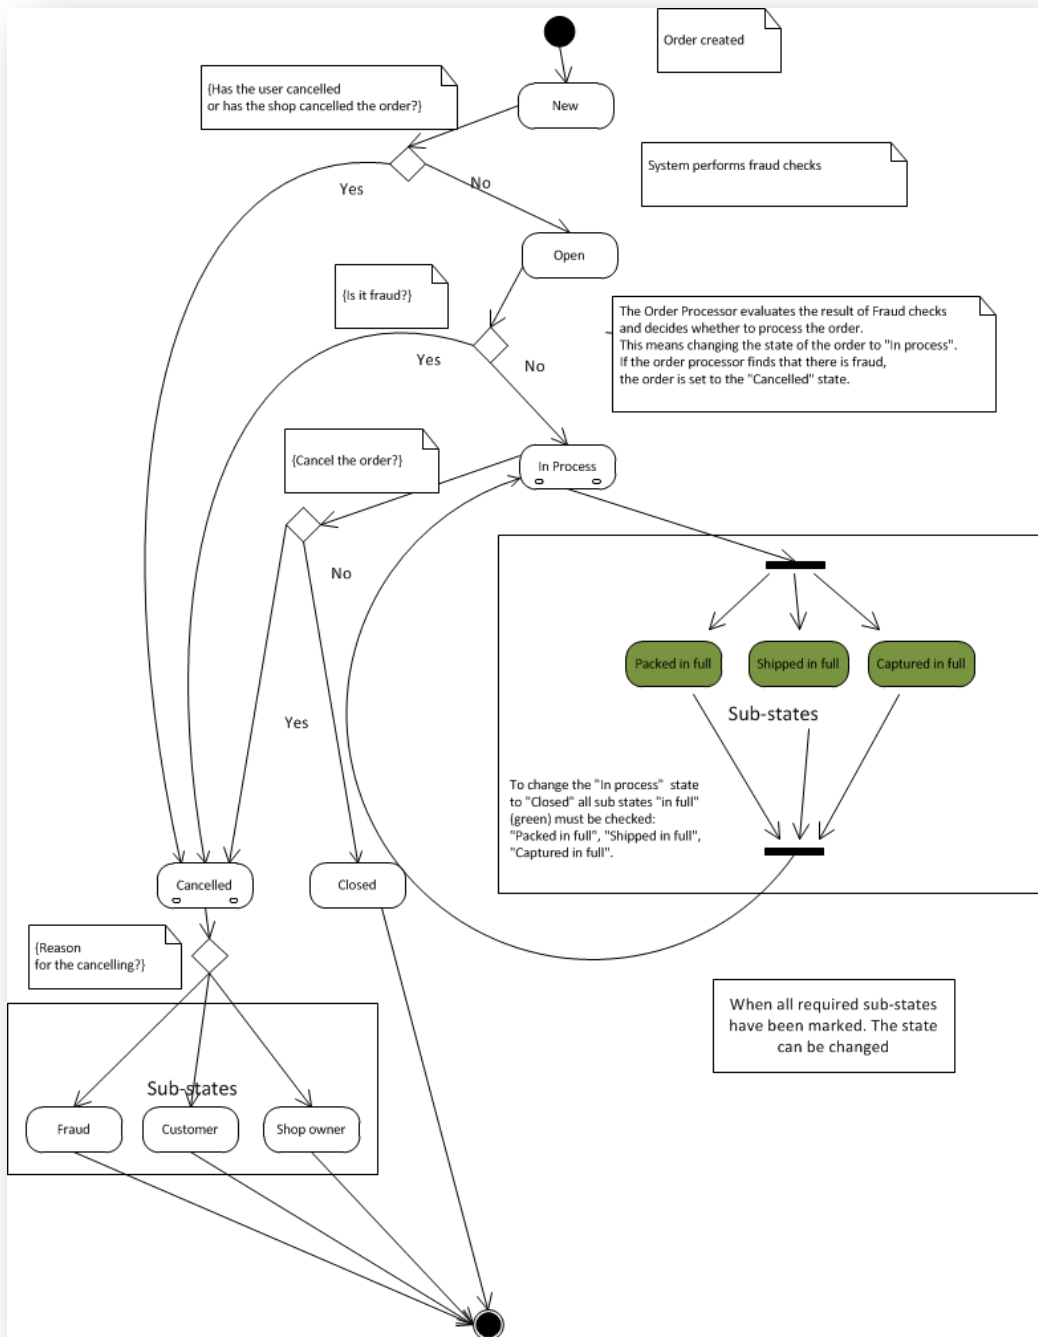 Order created
{Has the user cancelled
or has the shop cancelled the order?}
New
System performs fraud checks
Yes
No
Open
{Is it fraud?}
The Order Processor evaluates the result of Fraud checks
and decides whether to process the order.
This means changing the state of the order to "In process".
If the order processor finds that there is fraud,
the order is set to the "Cancelled" state.
Yes
No
{Cancel the order?}
In Process
No
Packed in full
Shipped in full
Captured in full
Sub-states
Yes
To change the "In process" state
to "Closed" all sub states "in full"
(green) must be checked:
"Packed in full", "Shipped in full",
"Captured in full".
Cancelled
Closed
{Reason
for the cancelling?}
When all required sub-states
have been marked. The state
can be changed
Sub-states
Fraud
Customer
Shop owner